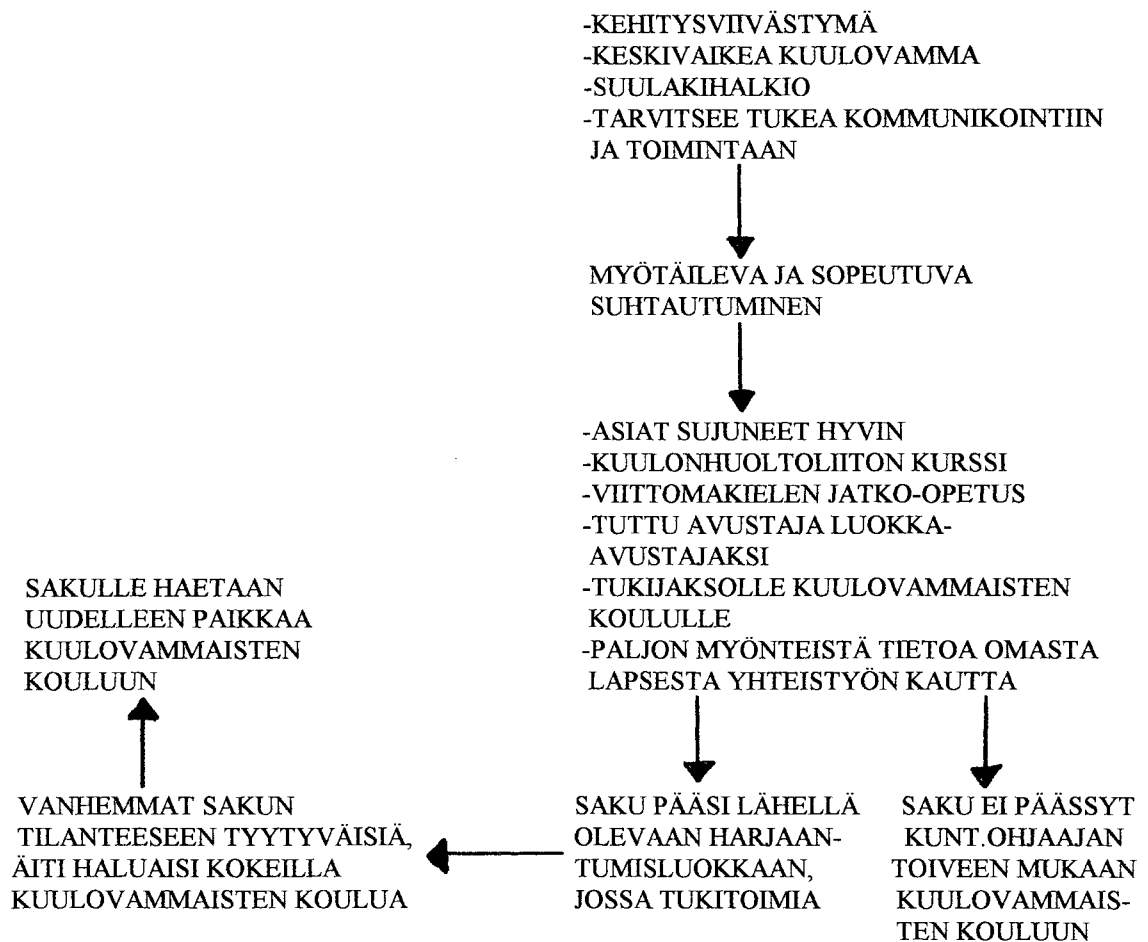 -KEHITYSVIIVÄSTYMÄ
-KESKIVAIKEA KUULOVAMMA
-SUULAKIHALKIO
-TARVITSEE TUKEA KOMMUNIKOINTIIN
JA TOIMINTAAN
MYÖTÄILEVA JA SOPEUTUVA
SUHTAUTUMINEN
-ASIAT SUJUNEET HYVIN
-KUULONHUOLTOLIITON KURSSI
-VIITTOMAKIELEN JATKO-OPETUS
-TUTTU AVUSTAJA LUOKKA-
AVUSTAJAKSI
-TUKIJAKSOLLE KUULOVAMMAISTEN
KOULULLE
-PALJON MYÖNTEISTÄ TIETOA OMASTA
LAPSESTA YHTEISTYÖN KAUTTA
SAKU PÄÄSI LÄHELLÄ
OLEVAAN HARJAAN-
TUMISLUOKKAAN,
JOSSA TUKITOIMIA
SAKU EI PÄÄSSYT
KUNT.OHJAAJAN
TOIVEEN MUKAAN
KUULOVAMMAIS-
TEN KOULUUN
VANHEMMAT SAKUN
TILANTEESEEN TYYTYVÄISIÄ,
ÄITI HALUAISI KOKEILLA
KUULOVAMMAISTEN KOULUA
SAKULLE HAETAAN
UUDELLEEN PAIKKAA
KUULOVAMMAISTEN
KOULUUN